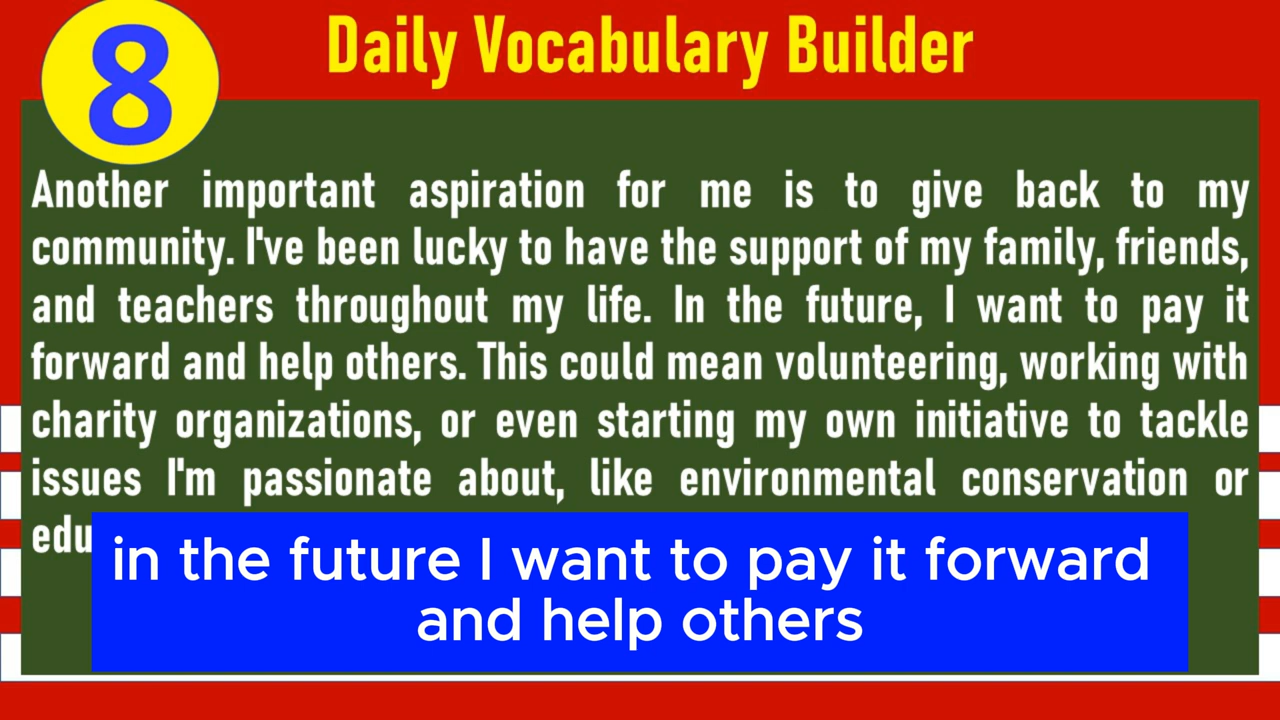 8
Daily Vocabulary Builder
Another important aspiration for me is to give back to my
community. I've been lucky to have the support of my family, friends,
and teachers throughout my life. In the future, I want to pay it
forward and help others. This could mean volunteering, working with
charity organizations, or even starting my own initiative to tackle
issues I'm passionate about, like environmental conservation or
in the future I want to pay it forward
and help others